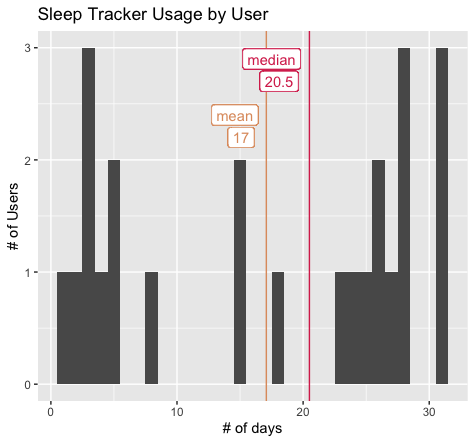 Sleep Tracker Usage by User
3
median
20.5
mean
17
2
# of Users
1
0
0 10 20 30
# of days